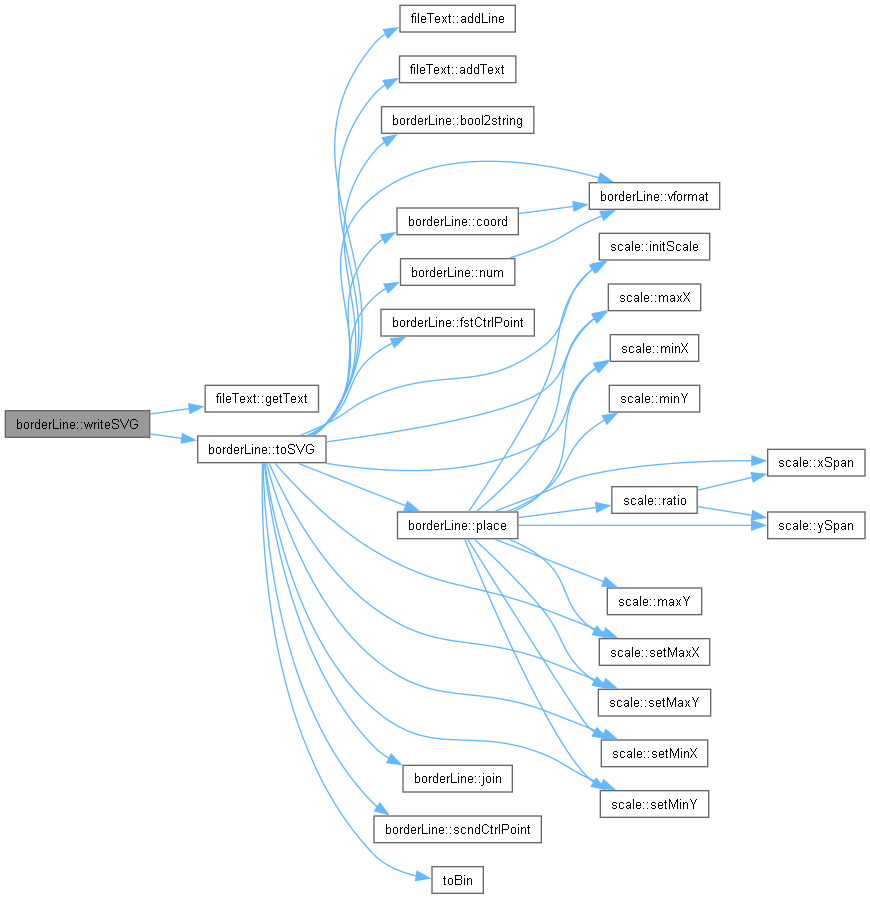 fileText::addLine
fileText::addText
borderLine::bool2string
borderLine::vformat
borderLine::coord
scale::initScale
borderLine::num
scale::maxX
borderLine::fstCtrlPoint
scale::minX
fileText::getText
scale::minY
borderLine::writeSVG
borderLine::toSVG
scale::xSpan
scale::ratio
borderLine::place
scale::ySpan
scale::maxY
scale::setMaxX
scale::setMaxY
scale::setMinX
borderLine::join
scale::setMinY
borderLine::scndCtrlPoint
toBin